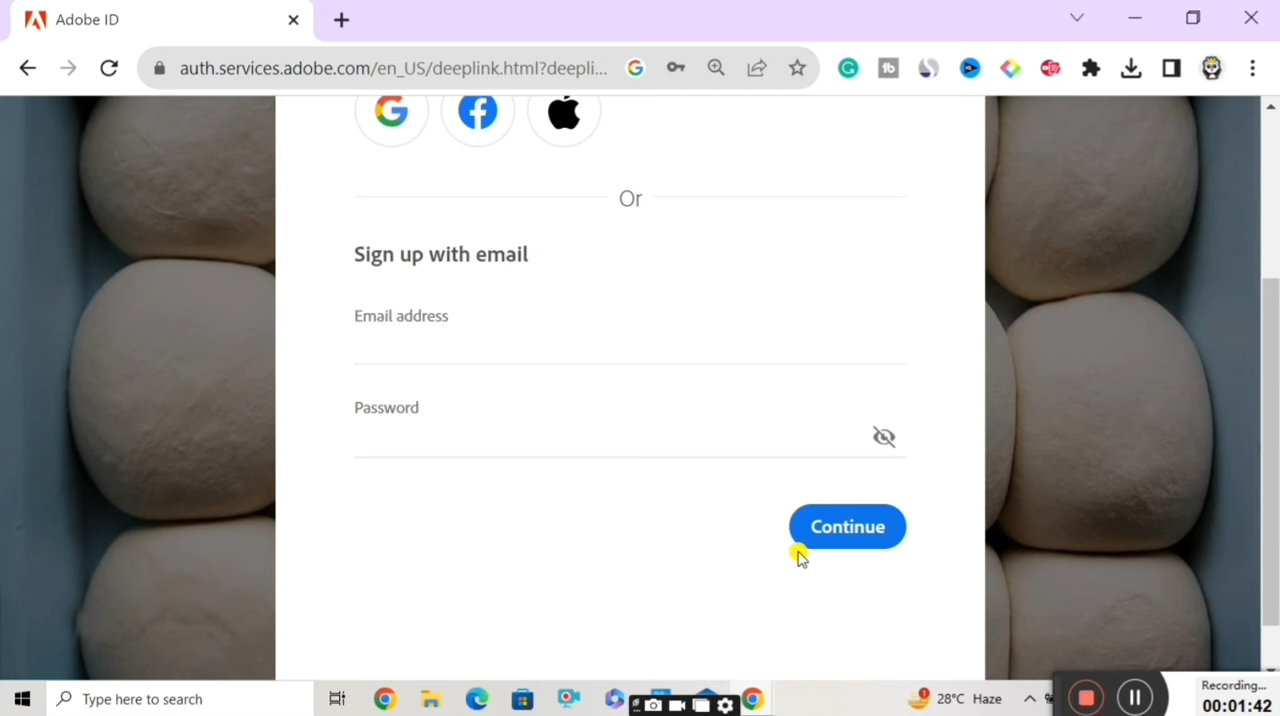 Adobe ID
auth.services.adobe.com/en_US/deeplink.html?deepli...
Or
Sign up with email
Email address
Password
Continue
Type here to search
28°C Haze
Recording...
00:01:42